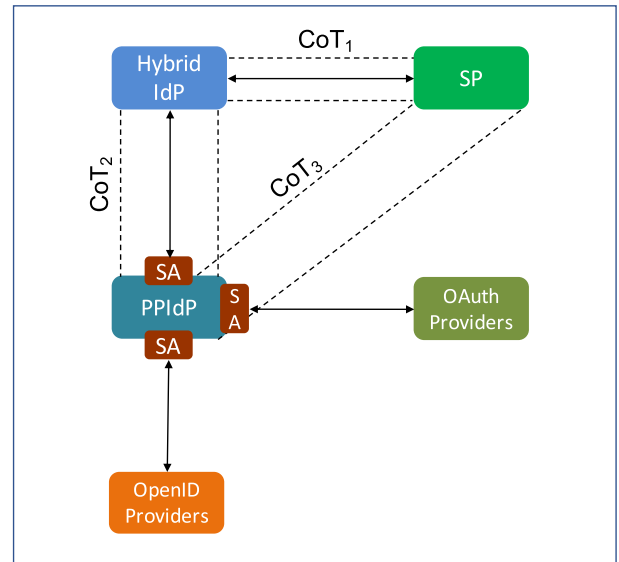 CoT₁
Hybrid
IdP
SP
CoT₂
CoT₃
SA
PPIdP
S
A
SA
OAuth
Providers
OpenID
Providers